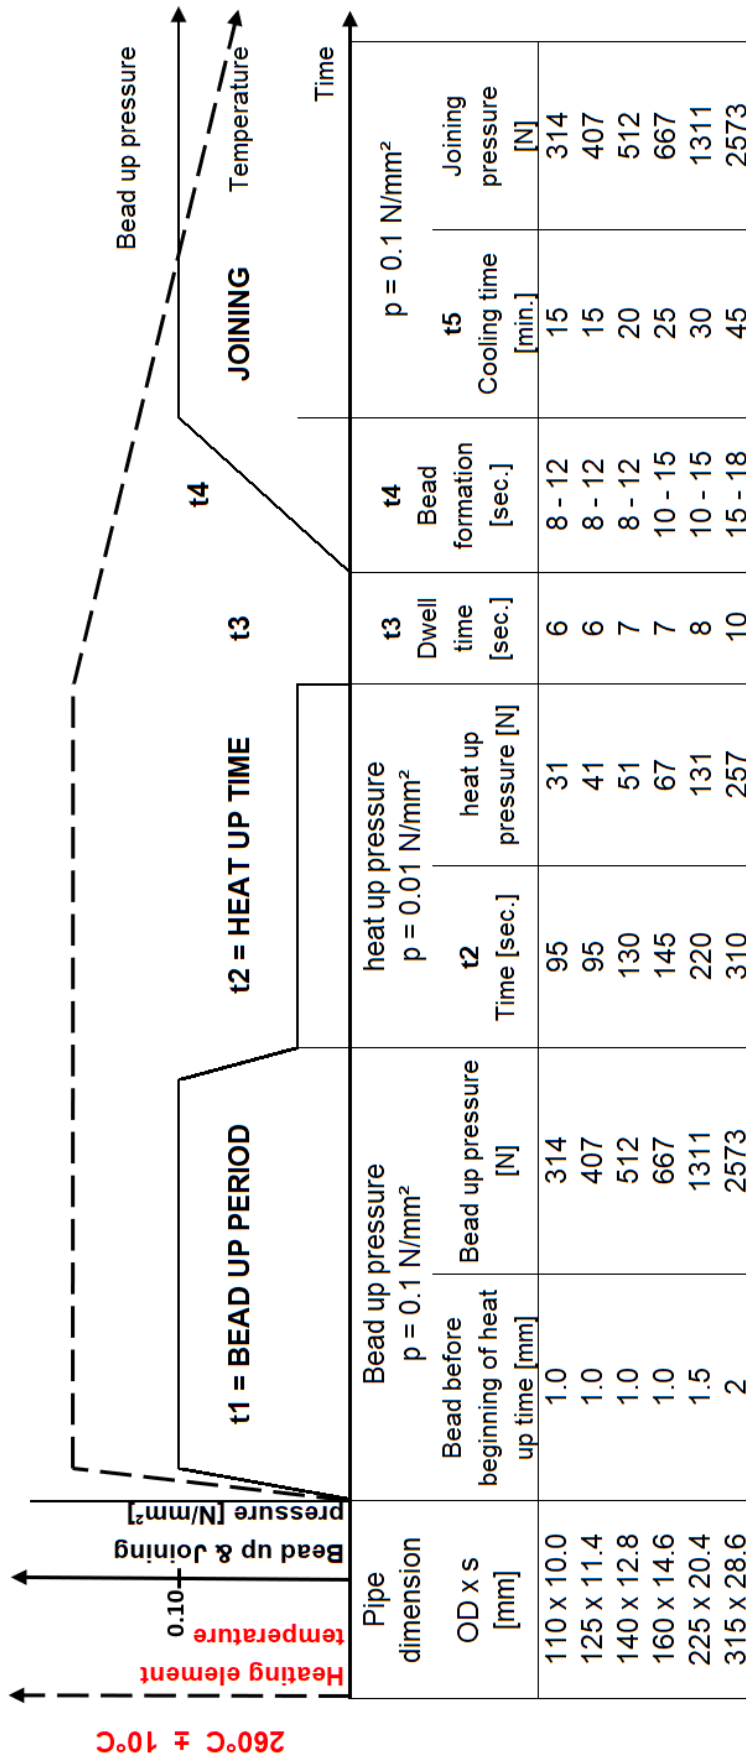 260°C ± 10°C
Heating element
temperature
0.10
Bead up & Joining
pressure [N/mm²]
t1 = BEAD UP PERIOD
t2 = HEAT UP TIME
t3
t4
JOINING
Bead up pressure
Temperature
Time
Pipe
dimension
OD x s
[mm]
Bead up pressure
p = 0.1 N/mm²
Bead before
beginning of heat
up time [mm]
Bead up pressure
[N]
heat up pressure
p = 0.01 N/mm²
t2
Time [sec.]
heat up
pressure [N]
t3
Dwell
time
[sec.]
t4
Bead
formation
[sec.]
p = 0.1 N/mm²
t5
Cooling time
[min.]
Joining
pressure
[N]
110 x 10.0 1.0 314 95 31 6 8 - 12 15 314
125 x 11.4 1.0 407 95 41 6 8 - 12 15 407
140 x 12.8 1.0 512 130 51 7 8 - 12 20 512
160 x 14.6 1.0 667 145 67 7 10 - 15 25 667
225 x 20.4 1.5 1311 220 131 8 10 - 15 30 1311
315 x 28.6 2 2573 310 257 10 15 - 18 45 2573